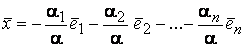 x̄ = − α₁/α ē₁ − α₂/α ē₂ − ... − αₙ/α ēₙ